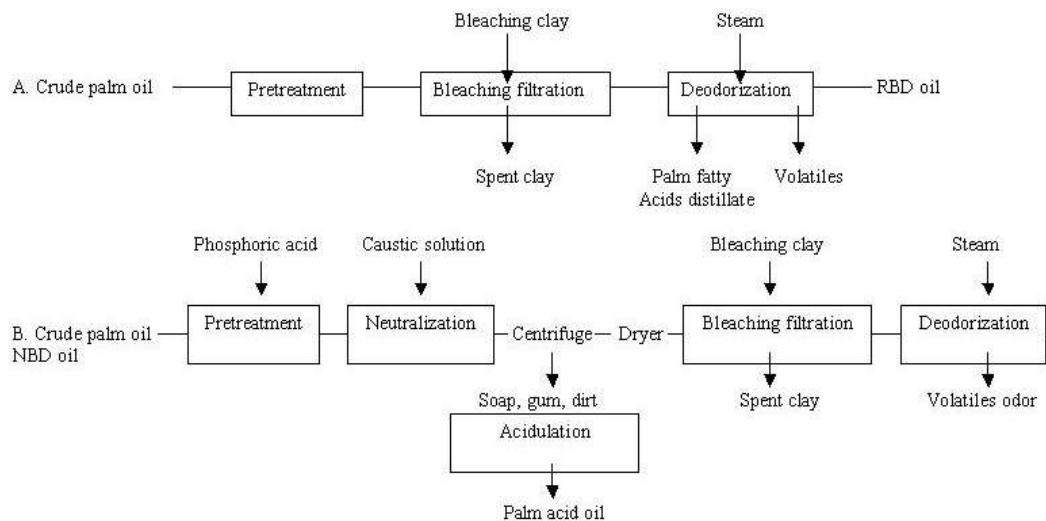 Bleaching clay
Steam
A. Crude palm oil
Pretreatment
Bleaching filtration
Deodorization
RBD oil
Spent clay
Palm fatty
Acids distillate
Volatiles
Phosphoric acid
Caustic solution
Bleaching clay
Steam
B. Crude palm oil
NBD oil
Pretreatment
Neutralization
Centrifuge
Dryer
Bleaching filtration
Deodorization
Soap, gum, dirt
Spent clay
Volatiles odor
Acidulation
Palm acid oil